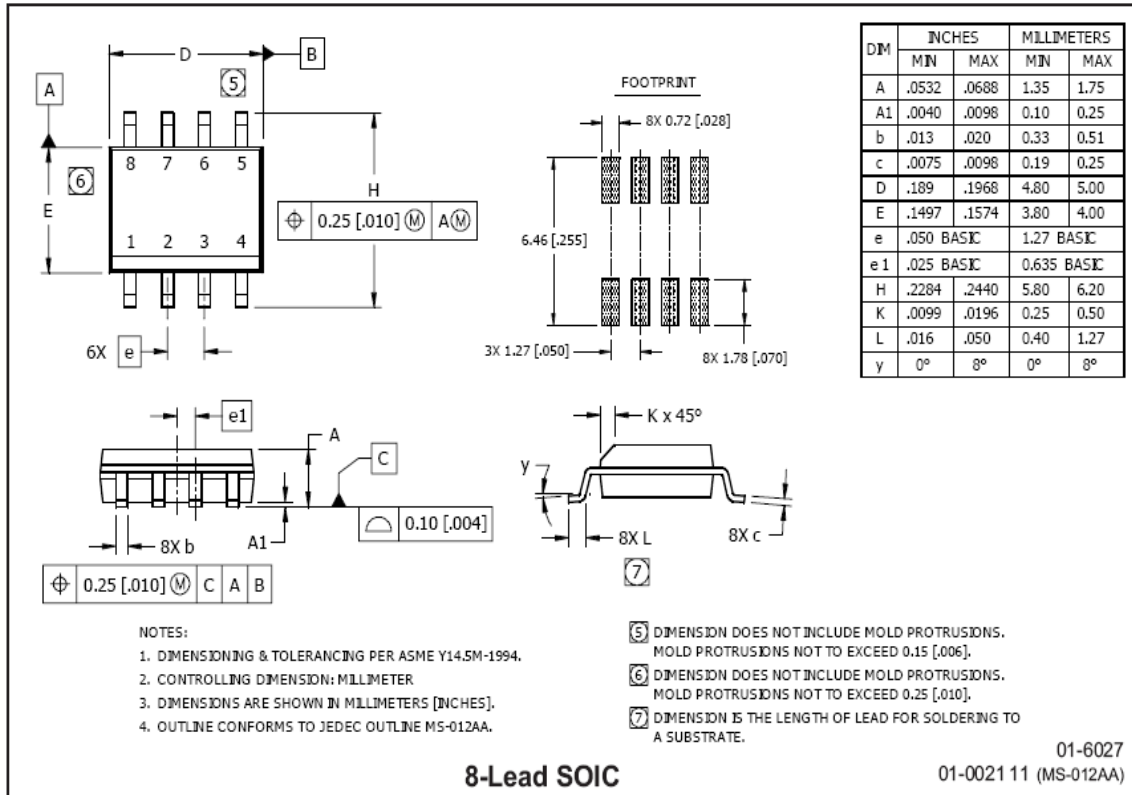 D
B
5
A
8 7 6 5
6
E
H
⌖ 0.25 [.010] Ⓜ A Ⓜ
1 2 3 4
6X e
FOOTPRINT
8X 0.72 [.028]
6.46 [.255]
3X 1.27 [.050]
8X 1.78 [.070]
DIM INCHES MILLIMETERS
MIN MAX MIN MAX
A .0532 .0688 1.35 1.75
A1 .0040 .0098 0.10 0.25
b .013 .020 0.33 0.51
c .0075 .0098 0.19 0.25
D .189 .1968 4.80 5.00
E .1497 .1574 3.80 4.00
e .050 BASIC 1.27 BASIC
e 1 .025 BASIC 0.635 BASIC
H .2284 .2440 5.80 6.20
K .0099 .0196 0.25 0.50
L .016 .050 0.40 1.27
y 0° 8° 0° 8°
e1
A
C
⌓ 0.10 [.004]
8X b
A1
⌖ 0.25 [.010] Ⓜ C A B
K x 45°
y
8X L
7
8X c
NOTES:
1. DIMENSIONING & TOLERANCING PER ASME Y14.5M-1994.
2. CONTROLLING DIMENSION: MILLIMETER
3. DIMENSIONS ARE SHOWN IN MILLIMETERS [INCHES].
4. OUTLINE CONFORMS TO JEDEC OUTLINE MS-012AA.
5 DIMENSION DOES NOT INCLUDE MOLD PROTRUSIONS.
MOLD PROTRUSIONS NOT TO EXCEED 0.15 [.006].
6 DIMENSION DOES NOT INCLUDE MOLD PROTRUSIONS.
MOLD PROTRUSIONS NOT TO EXCEED 0.25 [.010].
7 DIMENSION IS THE LENGTH OF LEAD FOR SOLDERING TO
A SUBSTRATE.
8-Lead SOIC
01-6027
01-0021 11 (MS-012AA)